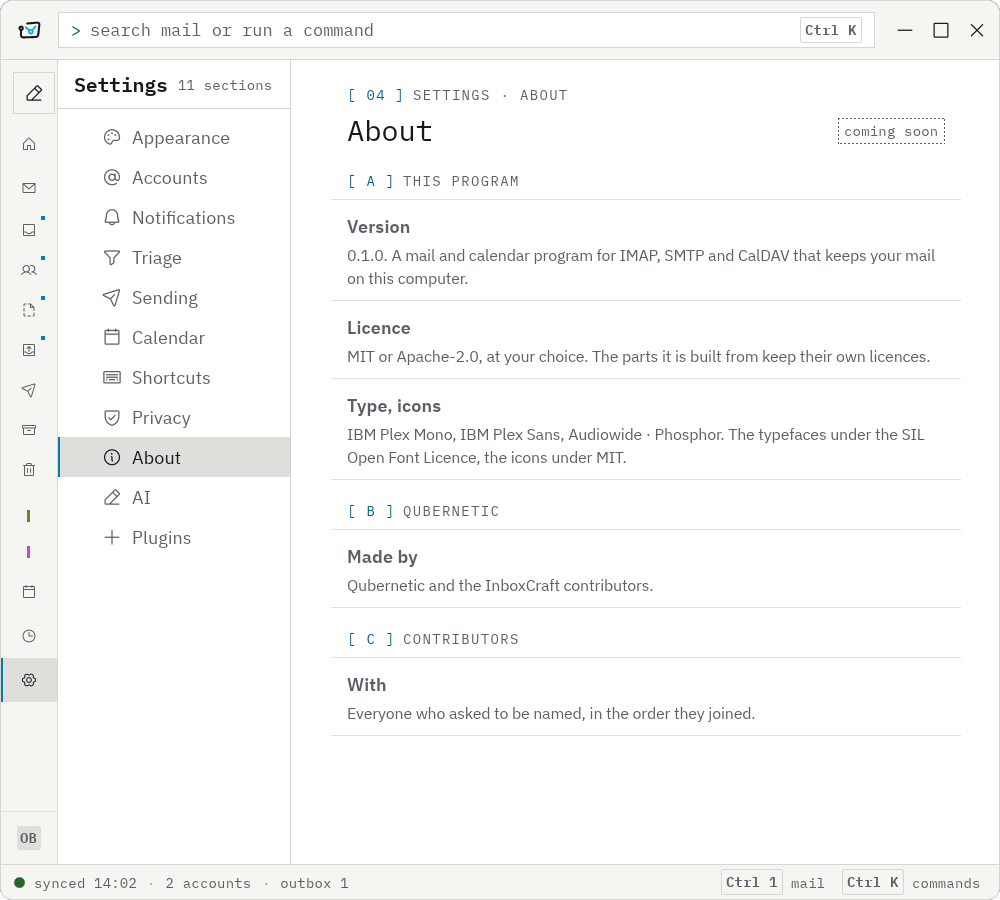 > search mail or run a command
Ctrl K
Settings 11 sections
Appearance
Accounts
Notifications
Triage
Sending
Calendar
Shortcuts
Privacy
About
AI
Plugins
[ 04 ] SETTINGS · ABOUT
About
coming soon
[ A ] THIS PROGRAM
Version
0.1.0. A mail and calendar program for IMAP, SMTP and CalDAV that keeps your mail
on this computer.
Licence
MIT or Apache-2.0, at your choice. The parts it is built from keep their own licences.
Type, icons
IBM Plex Mono, IBM Plex Sans, Audiowide · Phosphor. The typefaces under the SIL
Open Font Licence, the icons under MIT.
[ B ] QUBERNETIC
Made by
Qubernetic and the InboxCraft contributors.
[ C ] CONTRIBUTORS
With
Everyone who asked to be named, in the order they joined.
OB
synced 14:02 · 2 accounts · outbox 1
Ctrl 1 mail Ctrl K commands